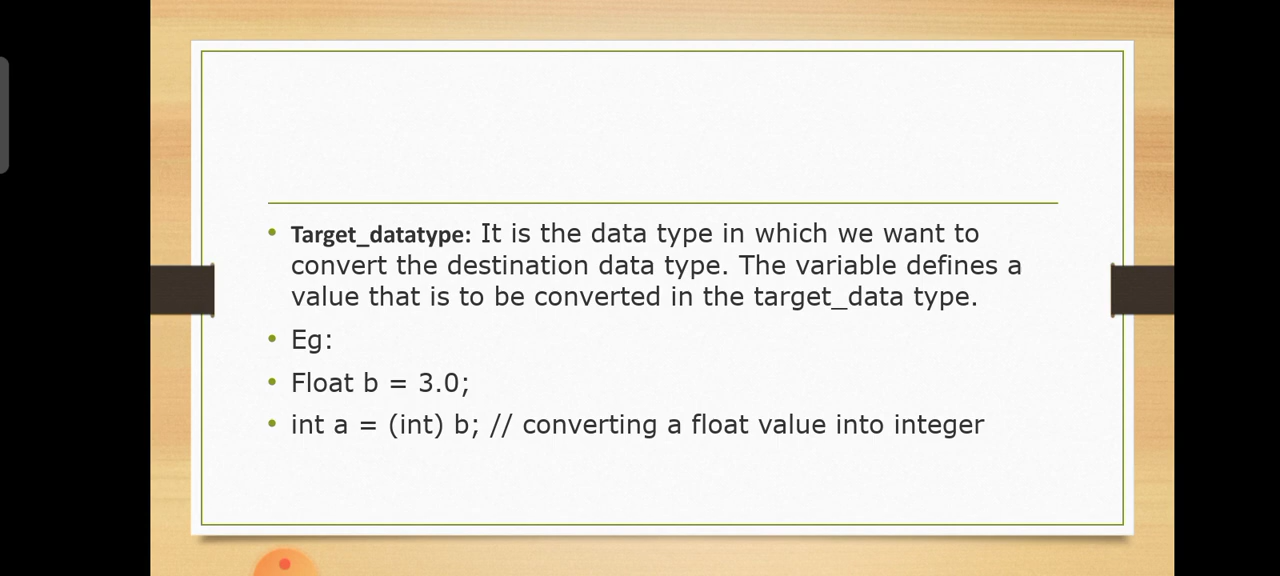 Target_datatype: It is the data type in which we want to
convert the destination data type. The variable defines a
value that is to be converted in the target_data type.
Eg:
Float b = 3.0;
int a = (int) b; // converting a float value into integer